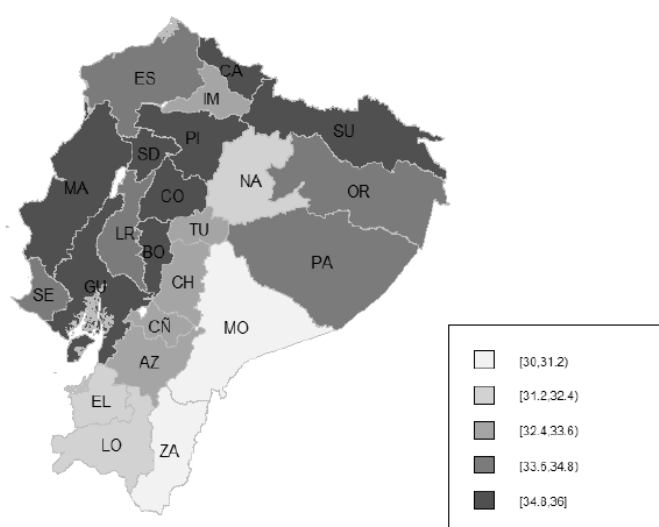 ES
CA
IM
SU
PI
SD
MA
CO
NA
OR
LR
BO
TU
PA
SE
GU
CH
CÑ
MO
AZ
EL
LO
ZA
[30,31.2)
[31.2,32.4)
[32.4,33.6)
[33.6,34.8)
[34.8,36]